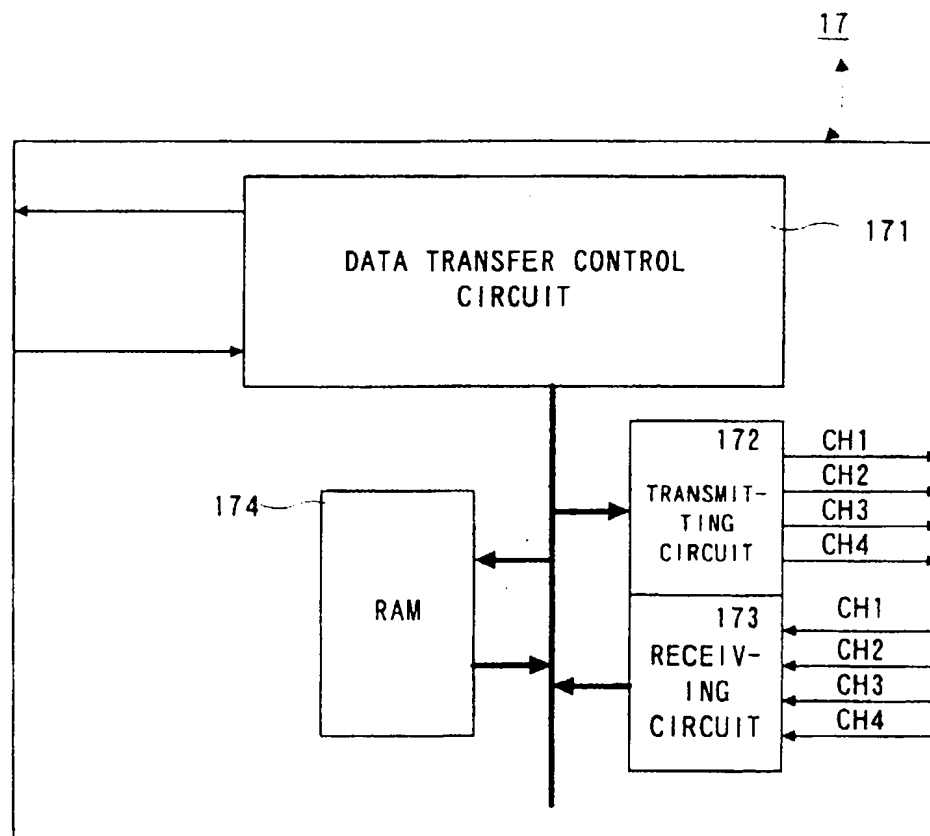 17
DATA TRANSFER CONTROL
CIRCUIT
171
172
TRANSMIT-
TING
CIRCUIT
CH1
CH2
CH3
CH4
174
RAM
173
RECEIV-
ING
CIRCUIT
CH1
CH2
CH3
CH4